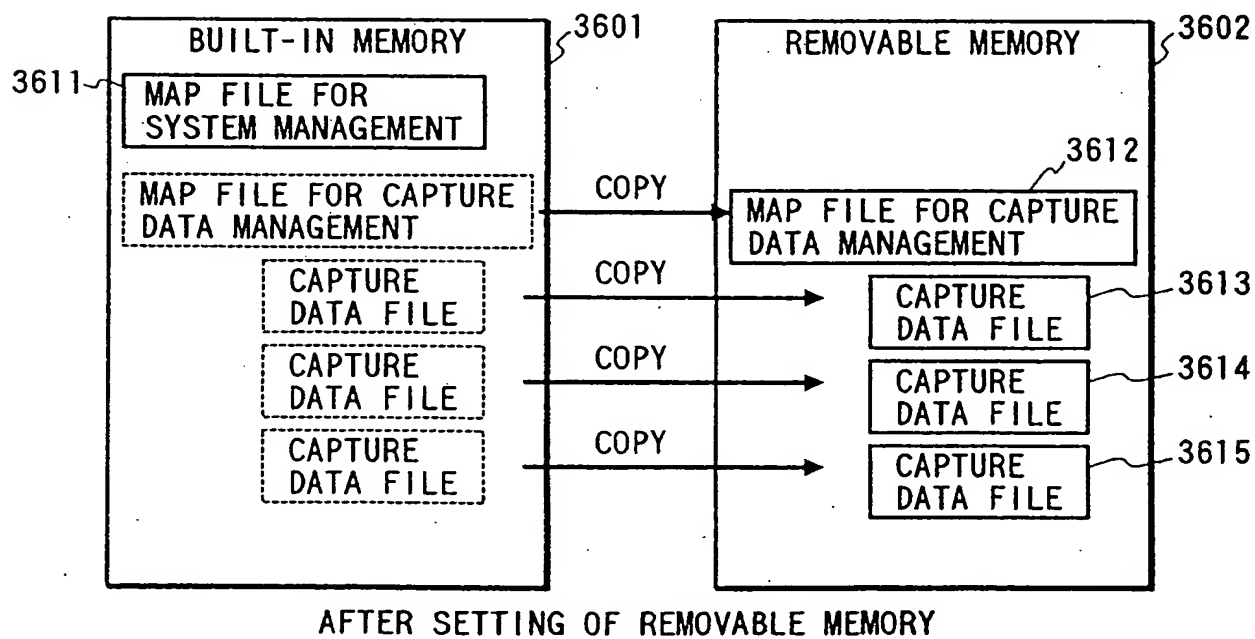 BUILT-IN MEMORY
3601
REMOVABLE MEMORY
3602
3611
MAP FILE FOR
SYSTEM MANAGEMENT
3612
MAP FILE FOR CAPTURE
DATA MANAGEMENT
COPY
MAP FILE FOR CAPTURE
DATA MANAGEMENT
CAPTURE
DATA FILE
COPY
CAPTURE
DATA FILE
3613
CAPTURE
DATA FILE
COPY
CAPTURE
DATA FILE
3614
CAPTURE
DATA FILE
COPY
CAPTURE
DATA FILE
3615
AFTER SETTING OF REMOVABLE MEMORY